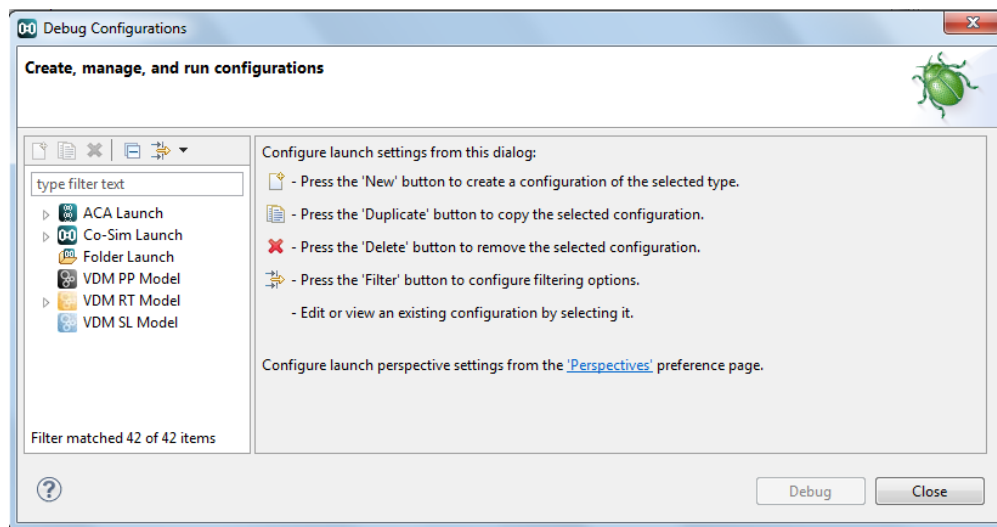 Debug Configurations
Create, manage, and run configurations
type filter text
ACA Launch
Co-Sim Launch
Folder Launch
VDM PP Model
VDM RT Model
VDM SL Model
Filter matched 42 of 42 items
Configure launch settings from this dialog:
- Press the 'New' button to create a configuration of the selected type.
- Press the 'Duplicate' button to copy the selected configuration.
- Press the 'Delete' button to remove the selected configuration.
- Press the 'Filter' button to configure filtering options.
- Edit or view an existing configuration by selecting it.
Configure launch perspective settings from the 'Perspectives' preference page.
Debug
Close